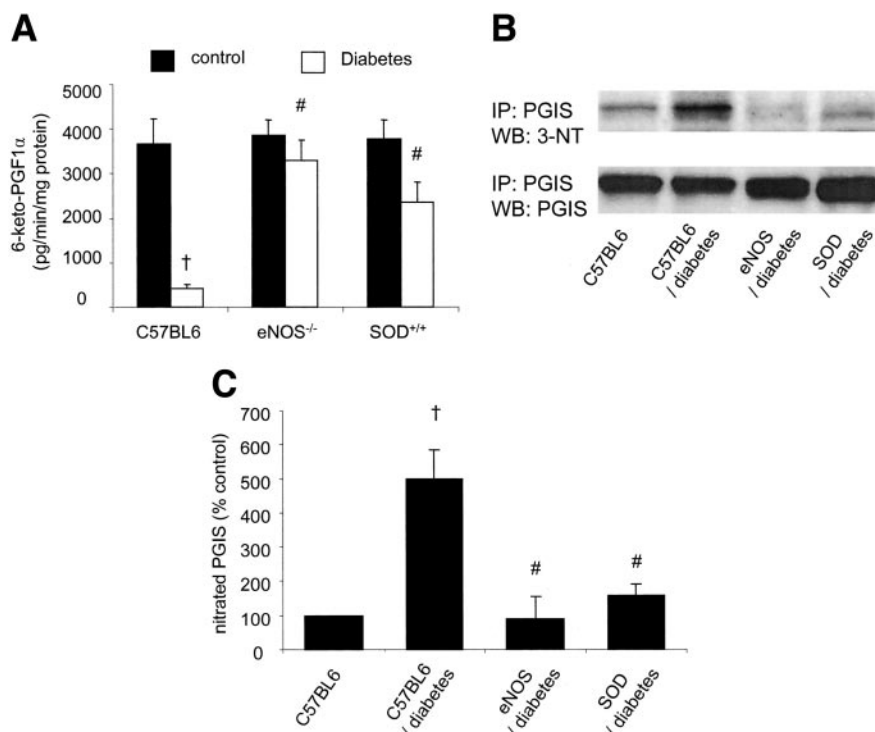 A
control
Diabetes
6-keto-PGF1α
(pg/min/mg protein)
5000
4000
3000
2000
1000
0
#
#
†
C57BL6
eNOS-/-
SOD+/+
B
IP: PGIS
WB: 3-NT
IP: PGIS
WB: PGIS
C57BL6
C57BL6
/ diabetes
eNOS
/ diabetes
SOD
/ diabetes
C
nitrated PGIS (% control)
700
600
500
400
300
200
100
0
†
#
#
C57BL6
C57BL6
/ diabetes
eNOS
/ diabetes
SOD
/ diabetes